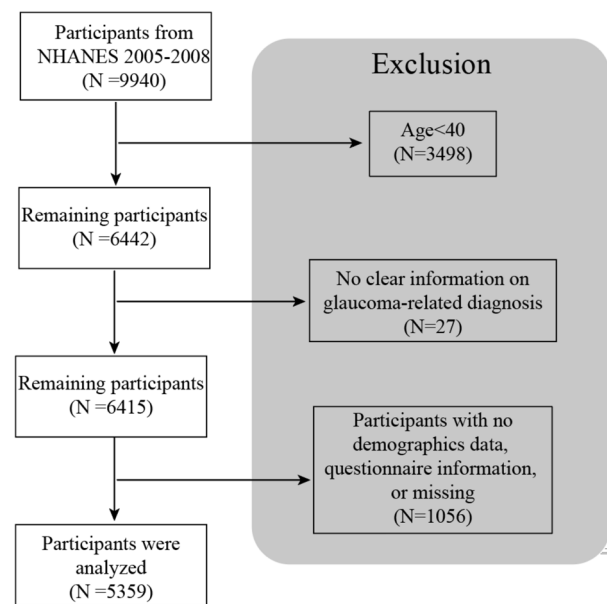 Participants from
NHANES 2005-2008
(N =9940)
Exclusion
Age<40
(N=3498)
Remaining participants
(N =6442)
No clear information on
glaucoma-related diagnosis
(N=27)
Remaining participants
(N =6415)
Participants with no
demographics data,
questionnaire information,
or missing
(N=1056)
Participants were
analyzed
(N =5359)